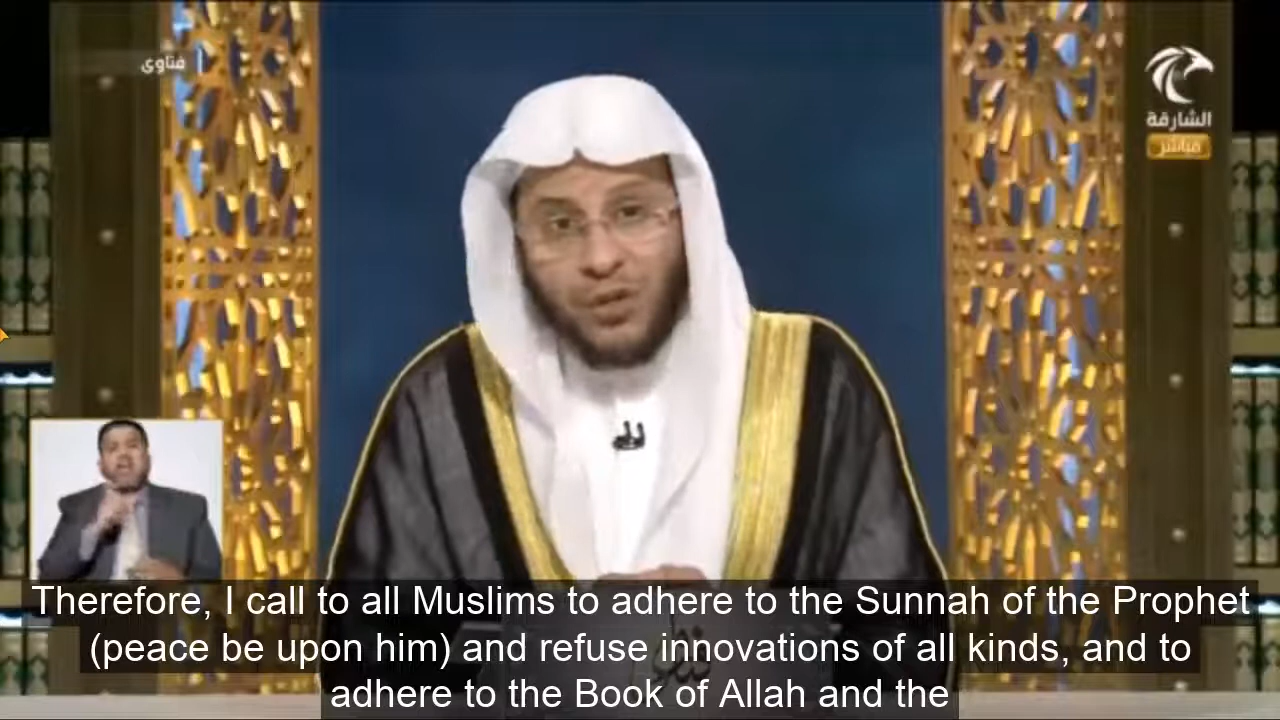 فتاوى
الشارقة
مباشر
Therefore, I call to all Muslims to adhere to the Sunnah of the Prophet
(peace be upon him) and refuse innovations of all kinds, and to
adhere to the Book of Allah and the